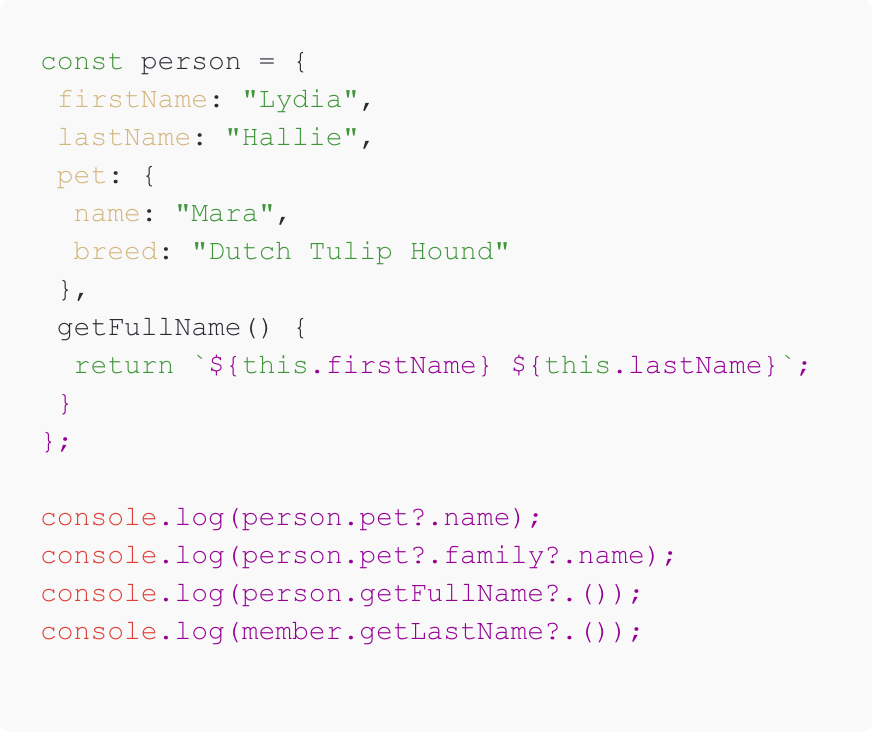 const person = {
 firstName: "Lydia",
 lastName: "Hallie",
 pet: {
  name: "Mara",
  breed: "Dutch Tulip Hound"
 },
 getFullName() {
  return `${this.firstName} ${this.lastName}`;
 }
};

console.log(person.pet?.name);
console.log(person.pet?.family?.name);
console.log(person.getFullName?.());
console.log(member.getLastName?.());